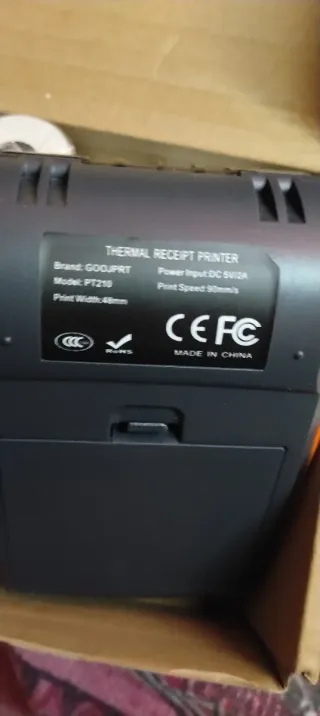 THERMAL RECEIPT PRINTER
Brand: GOOJPRT Power Input: DC 5V/2A
Model: PT210 Print Speed: 90mm/s
Print Width: 48mm
CCC
RoHS
CE FC
MADE IN CHINA